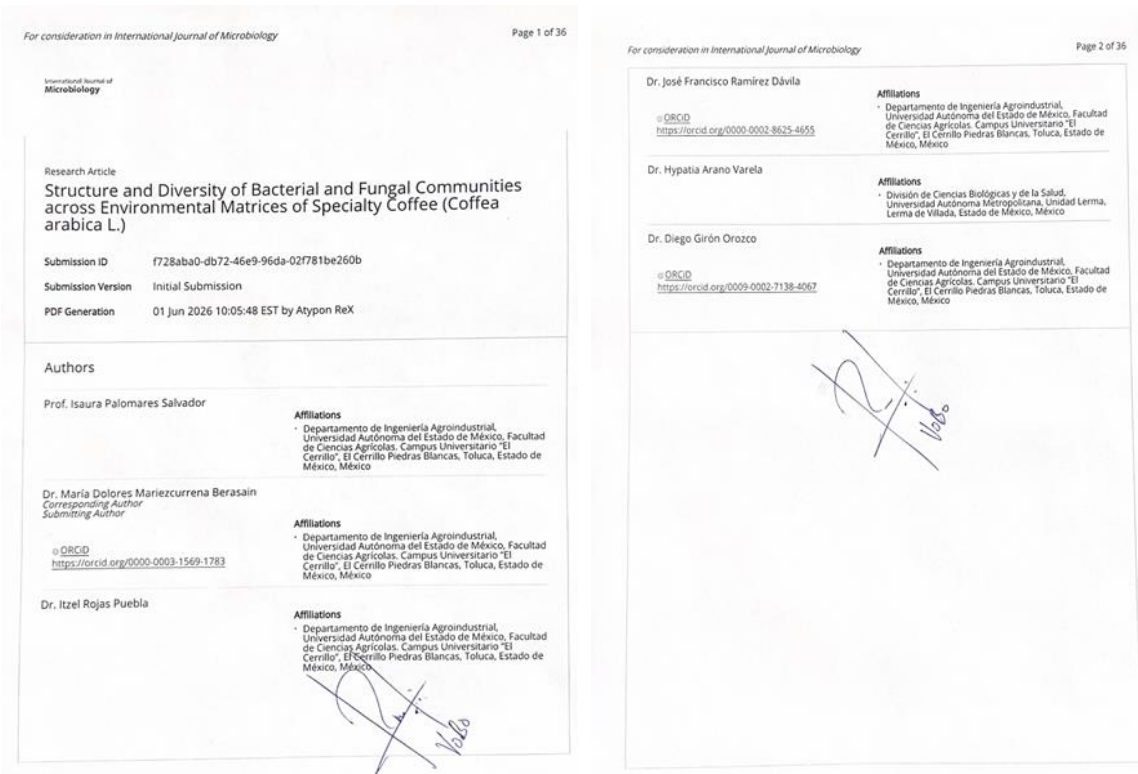 For consideration in International Journal of Microbiology
Page 1 of 36
International Journal of
Microbiology
Research Article
Structure and Diversity of Bacterial and Fungal Communities
across Environmental Matrices of Specialty Coffee (Coffea
arabica L.)
Submission ID f728aba0-db72-46e9-96da-02f781be260b
Submission Version Initial Submission
PDF Generation 01 Jun 2026 10:05:48 EST by Atypon ReX
Authors
Prof. Isaura Palomares Salvador
Affiliations
· Departamento de Ingeniería Agroindustrial,
Universidad Autónoma del Estado de México, Facultad
de Ciencias Agrícolas. Campus Universitario "El
Cerrillo", El Cerrillo Piedras Blancas, Toluca, Estado de
México, México
Dr. María Dolores Mariezcurrena Berasain
Corresponding Author
Submitting Author
ORCiD
https://orcid.org/0000-0003-1569-1783
Affiliations
· Departamento de Ingeniería Agroindustrial,
Universidad Autónoma del Estado de México, Facultad
de Ciencias Agrícolas. Campus Universitario "El
Cerrillo", El Cerrillo Piedras Blancas, Toluca, Estado de
México, México
Dr. Itzel Rojas Puebla
Affiliations
· Departamento de Ingeniería Agroindustrial,
Universidad Autónoma del Estado de México, Facultad
de Ciencias Agrícolas. Campus Universitario "El
Cerrillo", El Cerrillo Piedras Blancas, Toluca, Estado de
México, México
VoBo
For consideration in International Journal of Microbiology
Page 2 of 36
Dr. José Francisco Ramírez Dávila
ORCiD
https://orcid.org/0000-0002-8625-4655
Affiliations
· Departamento de Ingeniería Agroindustrial,
Universidad Autónoma del Estado de México, Facultad
de Ciencias Agrícolas. Campus Universitario "El
Cerrillo", El Cerrillo Piedras Blancas, Toluca, Estado de
México, México
Dr. Hypatia Arano Varela
Affiliations
· División de Ciencias Biológicas y de la Salud,
Universidad Autónoma Metropolitana, Unidad Lerma,
Lerma de Villada, Estado de México, México
Dr. Diego Girón Orozco
ORCiD
https://orcid.org/0009-0002-7138-4067
Affiliations
· Departamento de Ingeniería Agroindustrial,
Universidad Autónoma del Estado de México, Facultad
de Ciencias Agrícolas. Campus Universitario "El
Cerrillo", El Cerrillo Piedras Blancas, Toluca, Estado de
México, México
VoBo